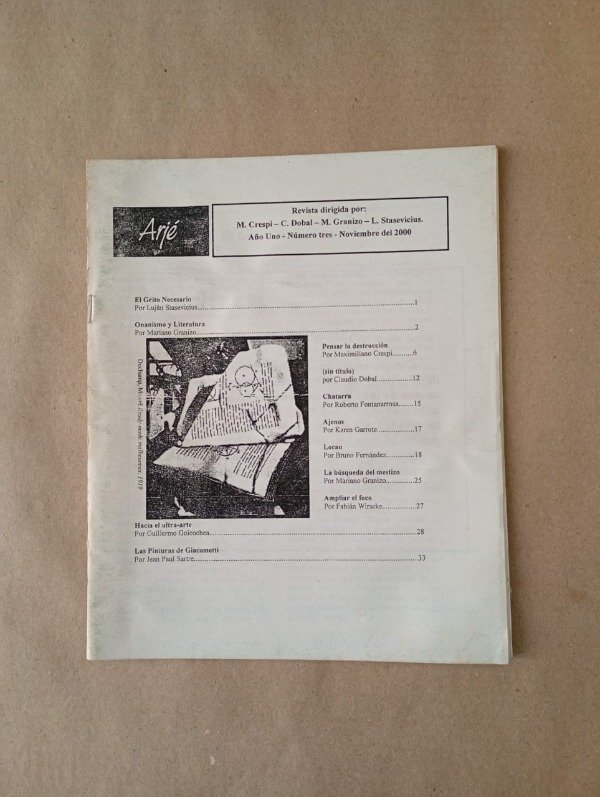 Arjé
Revista dirigida por:
M. Crespi – C. Dobal – M. Granizo – L. Stasevicius.
Año Uno - Número tres - Noviembre del 2000
El Grito Necesario
Por Luján Stasevicius..........1
Onanismo y Literatura
Por Mariano Granizo..........2
Pensar la destrucción
Por Maximiliano Crespi..........6
(sin título)
por Claudio Dobal..........12
Chatarra
Por Roberto Fontanarrosa..........15
Ajenos
Por Karen Garrote..........17
Por Bruno Fernández..........18
La búsqueda del mestizo
Por Mariano Granizo..........25
Ampliar el foco
Por Fabián Wirscke..........27
Duchamp, Marcel. 1919
Hacia el ultra-arte
Por Guillermo Goicochea..........28
Las Pinturas de Giacometti
Por Jean Paul Sartre..........33